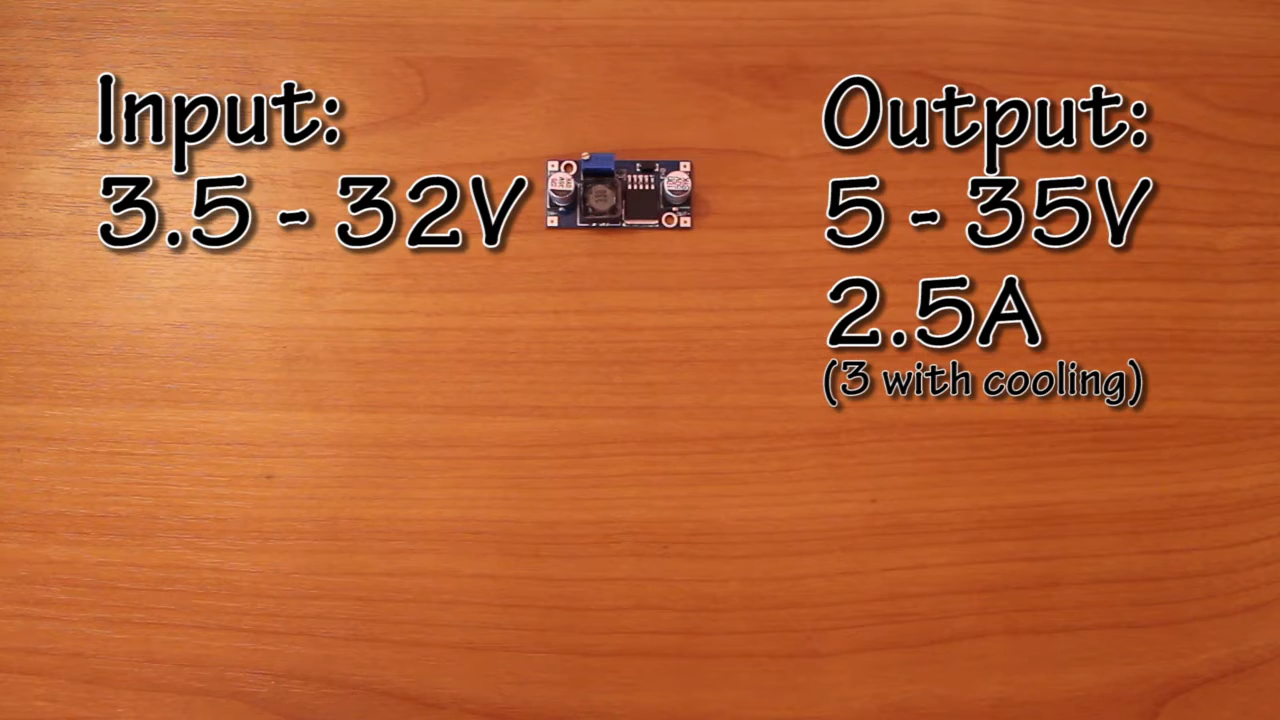 Input:
3.5 - 32V
Output:
5 - 35V
2.5A
(3 with cooling)